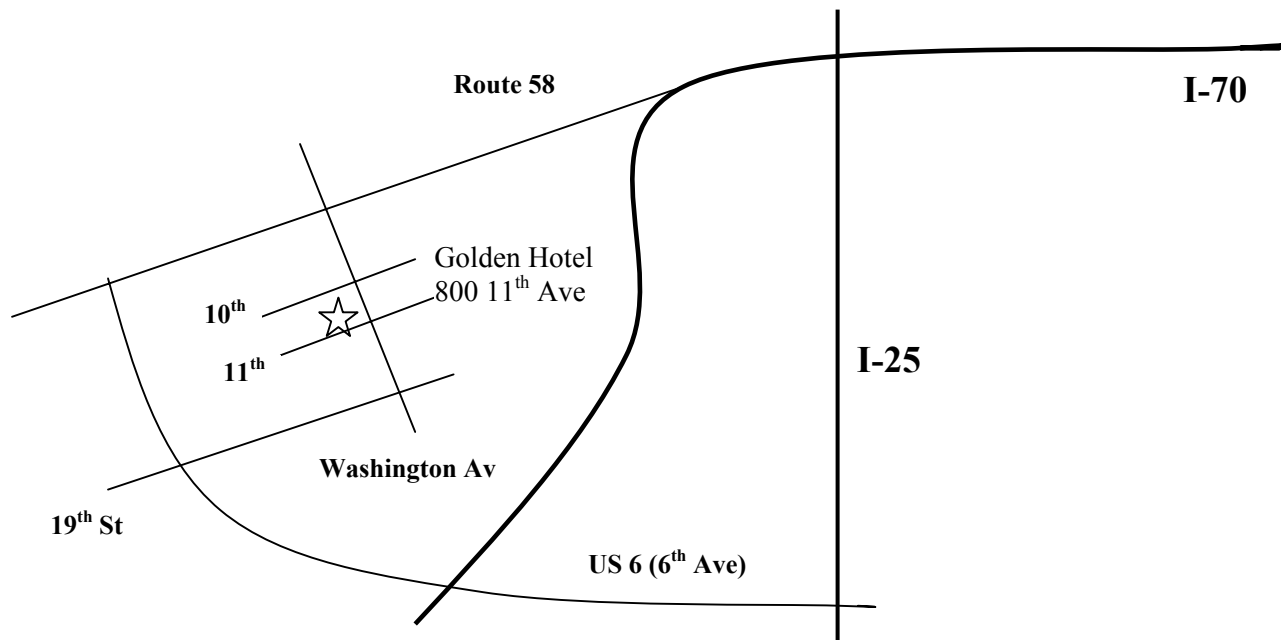 Route 58
I-70
Golden Hotel
800 11th Ave
10th
11th
I-25
Washington Av
19th St
US 6 (6th Ave)